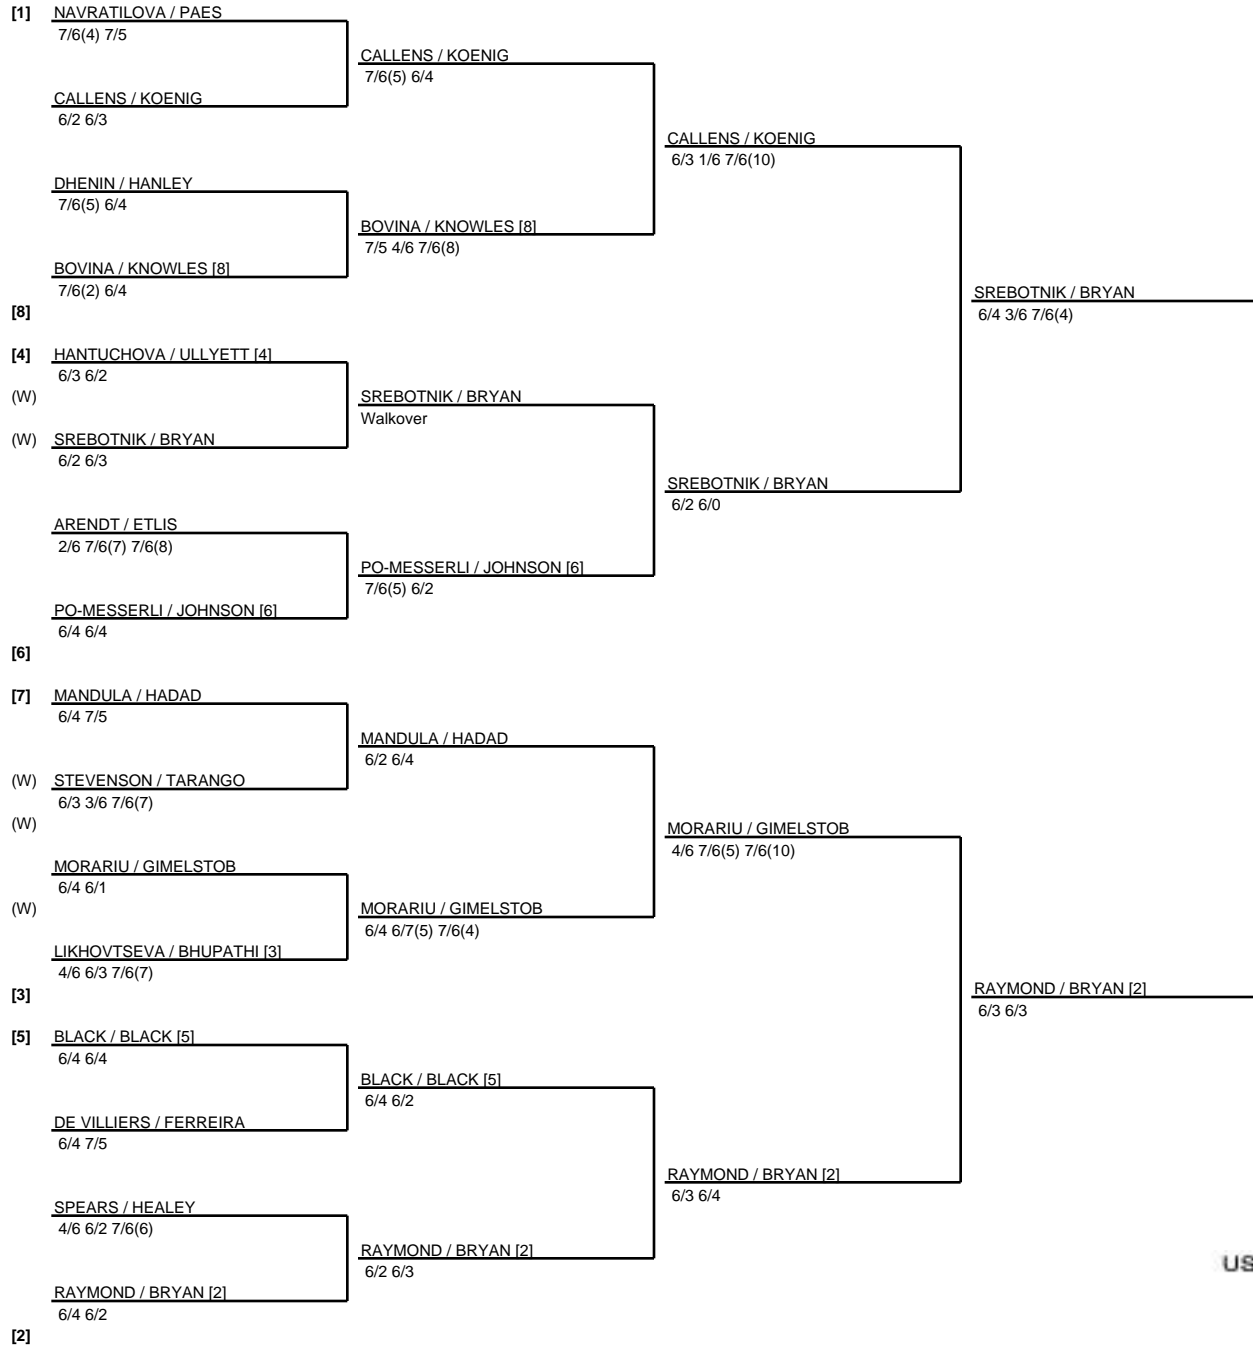 [1] NAVRATILOVA / PAES
7/6(4) 7/5
CALLENS / KOENIG
7/6(5) 6/4
CALLENS / KOENIG
6/2 6/3
CALLENS / KOENIG
6/3 1/6 7/6(10)
DHENIN / HANLEY
7/6(5) 6/4
BOVINA / KNOWLES [8]
7/5 4/6 7/6(8)
BOVINA / KNOWLES [8]
7/6(2) 6/4
SREBOTNIK / BRYAN
6/4 3/6 7/6(4)
[8]
[4] HANTUCHOVA / ULLYETT [4]
6/3 6/2
(W) SREBOTNIK / BRYAN
Walkover
(W) SREBOTNIK / BRYAN
6/2 6/3
SREBOTNIK / BRYAN
6/2 6/0
ARENDT / ETLIS
2/6 7/6(7) 7/6(8)
PO-MESSERLI / JOHNSON [6]
7/6(5) 6/2
PO-MESSERLI / JOHNSON [6]
6/4 6/4
[6]
[7] MANDULA / HADAD
6/4 7/5
MANDULA / HADAD
6/2 6/4
(W) STEVENSON / TARANGO
6/3 3/6 7/6(7)
(W)
MORARIU / GIMELSTOB
4/6 7/6(5) 7/6(10)
MORARIU / GIMELSTOB
6/4 6/1
(W) MORARIU / GIMELSTOB
6/4 6/7(5) 7/6(4)
LIKHOVTSEVA / BHUPATHI [3]
4/6 6/3 7/6(7)
[3]
RAYMOND / BRYAN [2]
6/3 6/3
[5] BLACK / BLACK [5]
6/4 6/4
BLACK / BLACK [5]
6/4 6/2
DE VILLIERS / FERREIRA
6/4 7/5
RAYMOND / BRYAN [2]
6/3 6/4
SPEARS / HEALEY
4/6 6/2 7/6(6)
RAYMOND / BRYAN [2]
6/2 6/3
US
RAYMOND / BRYAN [2]
6/4 6/2
[2]